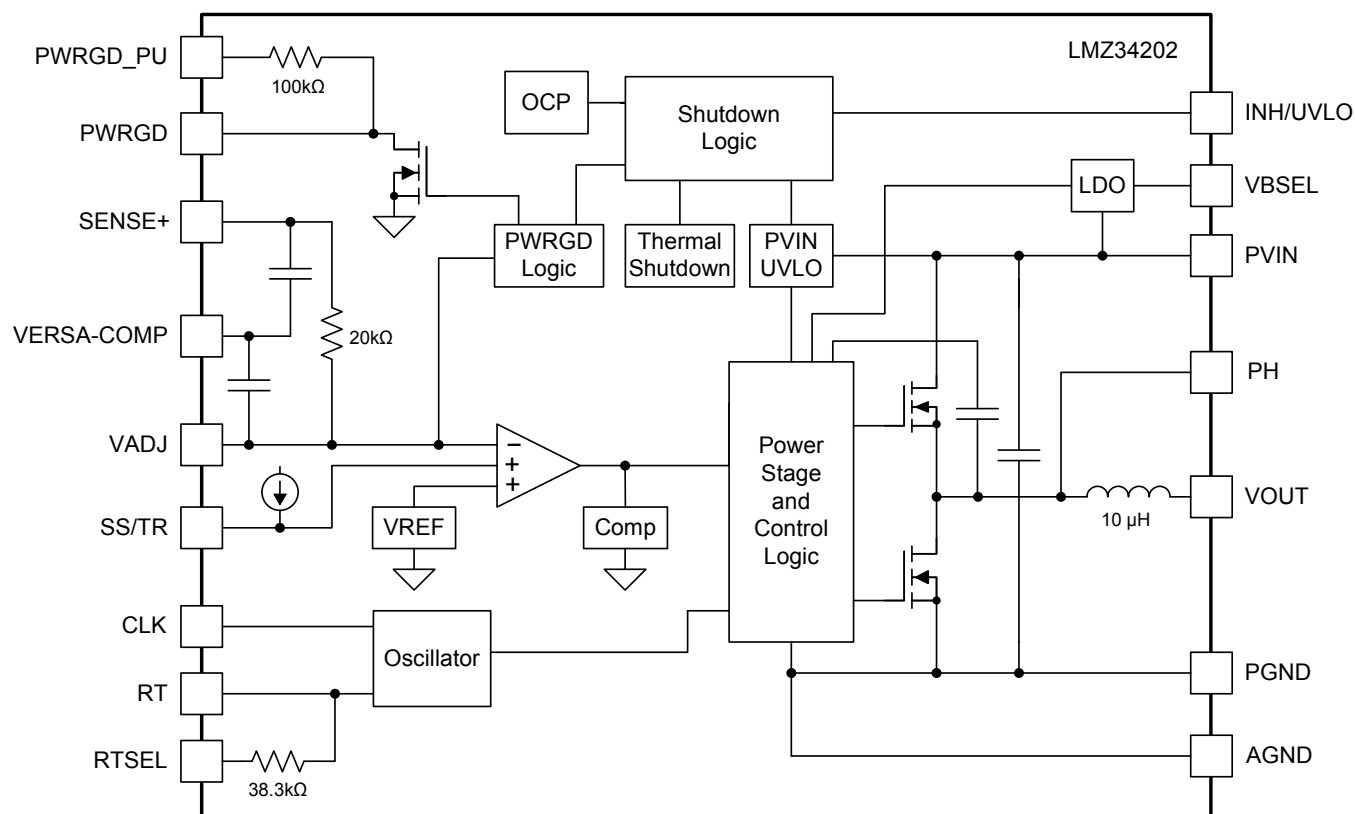 LMZ34202
PWRGD_PU
100kΩ
PWRGD
SENSE+
VERSA-COMP
20kΩ
VADJ
SS/TR
CLK
RT
RTSEL
38.3kΩ
OCP
Shutdown
Logic
PWRGD
Logic
Thermal
Shutdown
PVIN
UVLO
LDO
−
+
+
VREF
Comp
Oscillator
Power
Stage
and
Control
Logic
10 µH
INH/UVLO
VBSEL
PVIN
PH
VOUT
PGND
AGND